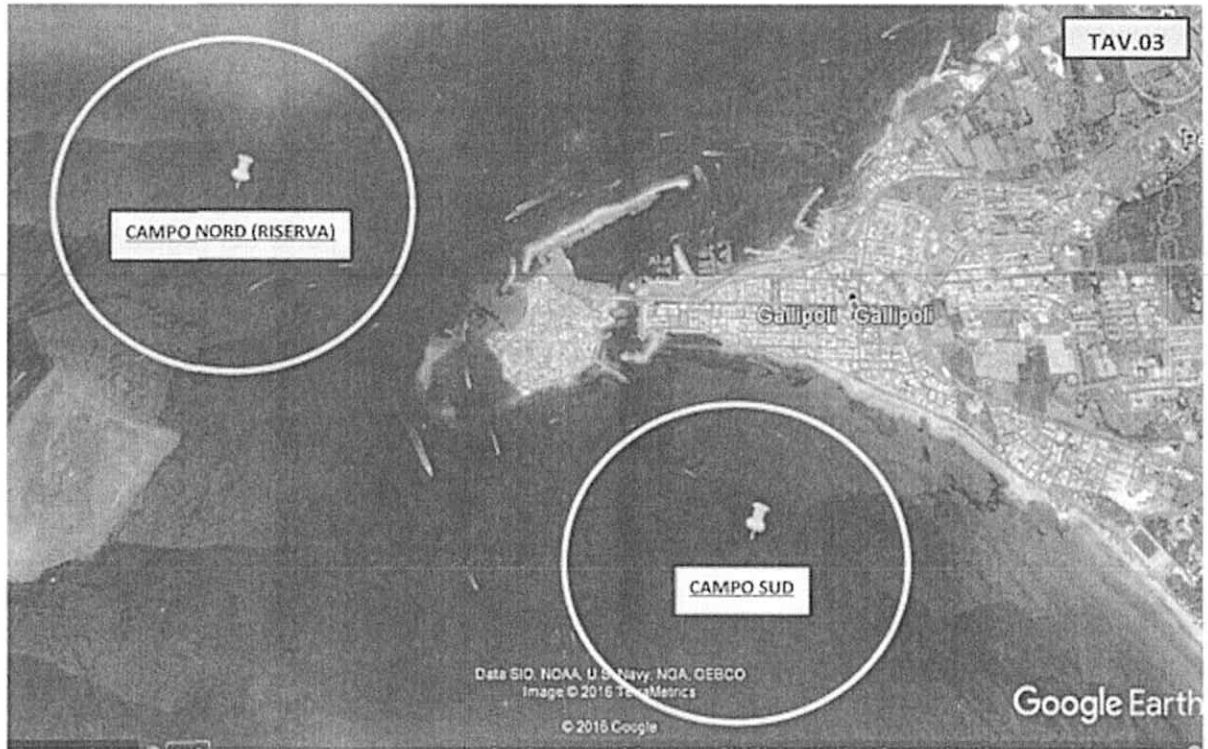 TAV.03
CAMPO NORD (RISERVA)
Gallipoli Gallipoli
CAMPO SUD
Data SIO, NOAA, U.S. Navy, NGA, GEBCO
Image © 2016 TerraMetrics
© 2016 Google
Google Earth